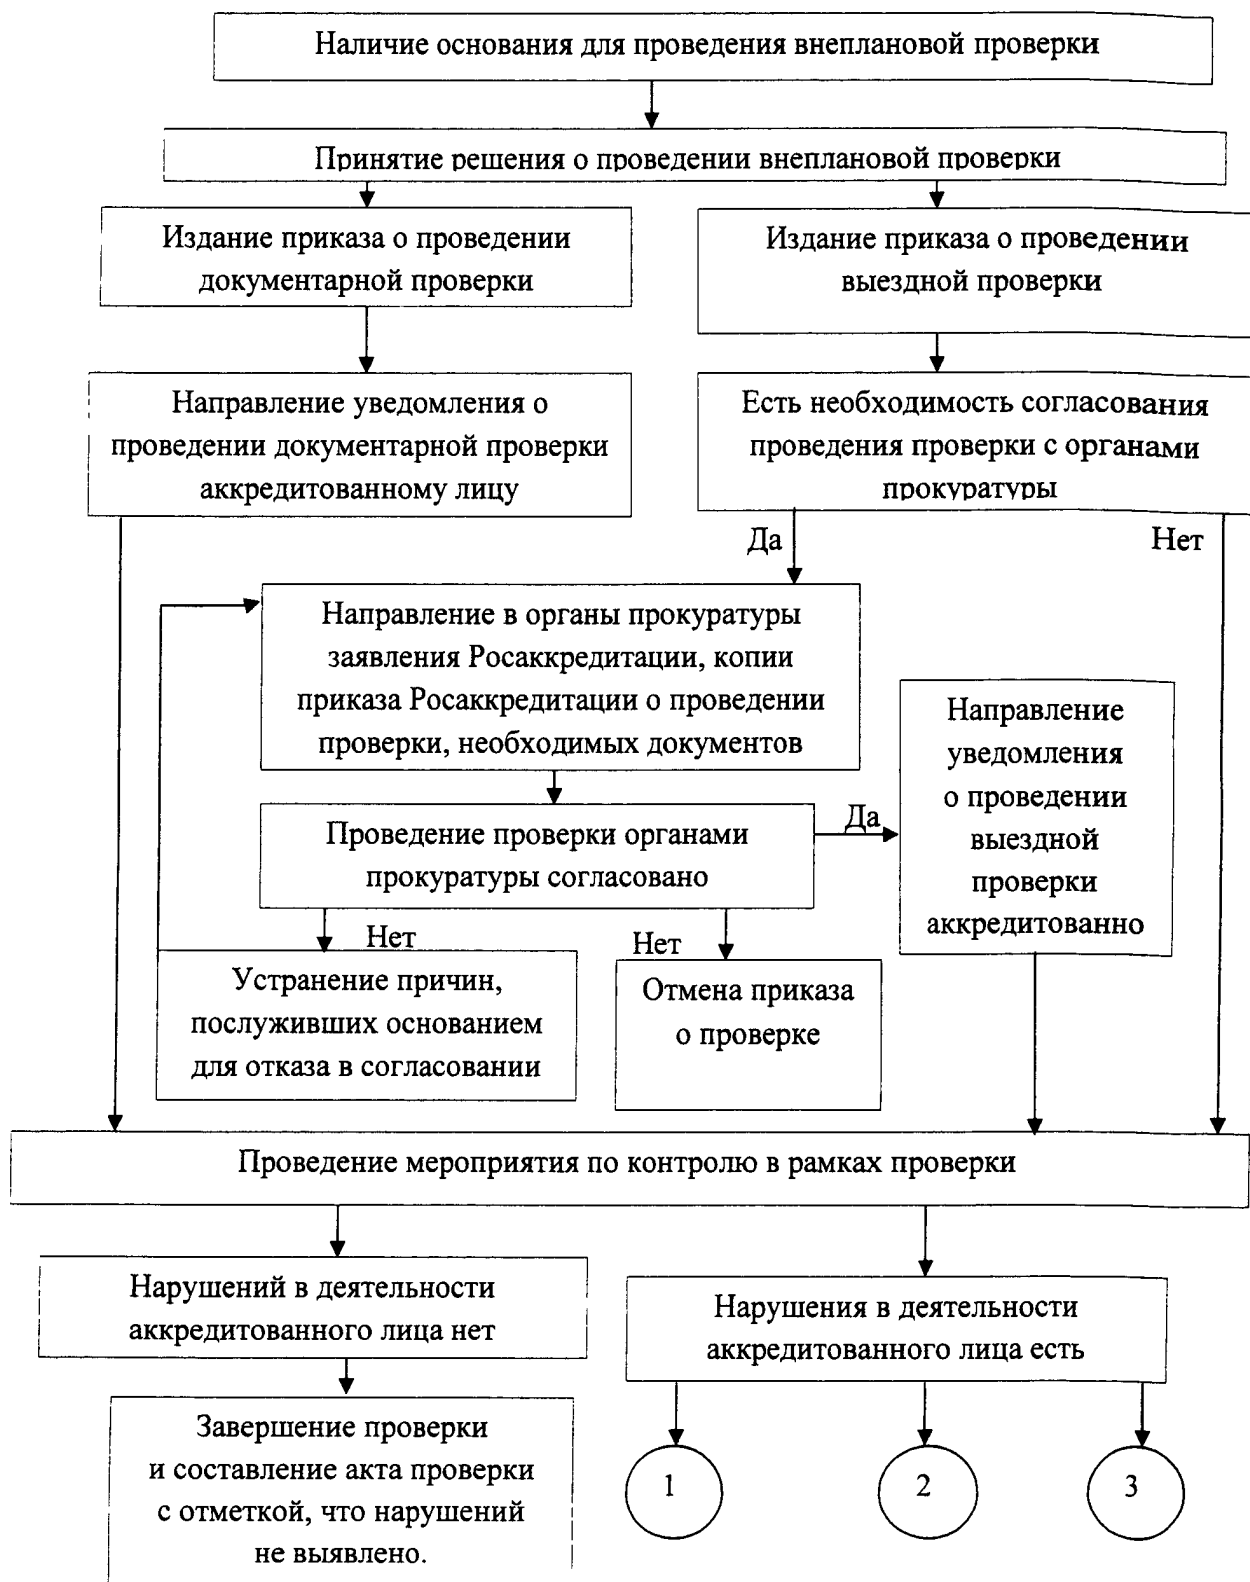 Наличие основания для проведения внеплановой проверки
Принятие решения о проведении внеплановой проверки
Издание приказа о проведении
документарной проверки
Издание приказа о проведении
выездной проверки
Направление уведомления о
проведении документарной проверки
аккредитованному лицу
Есть необходимость согласования
проведения проверки с органами
прокуратуры
Да
Нет
Направление в органы прокуратуры
заявления Росаккредитации, копии
приказа Росаккредитации о проведении
проверки, необходимых документов
Направление
уведомления
о проведении
выездной
проверки
аккредитованно
Проведение проверки органами
прокуратуры согласовано
Да
Нет
Нет
Устранение причин,
послуживших основанием
для отказа в согласовании
Отмена приказа
о проверке
Проведение мероприятия по контролю в рамках проверки
Нарушений в деятельности
аккредитованного лица нет
Нарушения в деятельности
аккредитованного лица есть
Завершение проверки
и составление акта проверки
с отметкой, что нарушений
не выявлено.
1
2
3